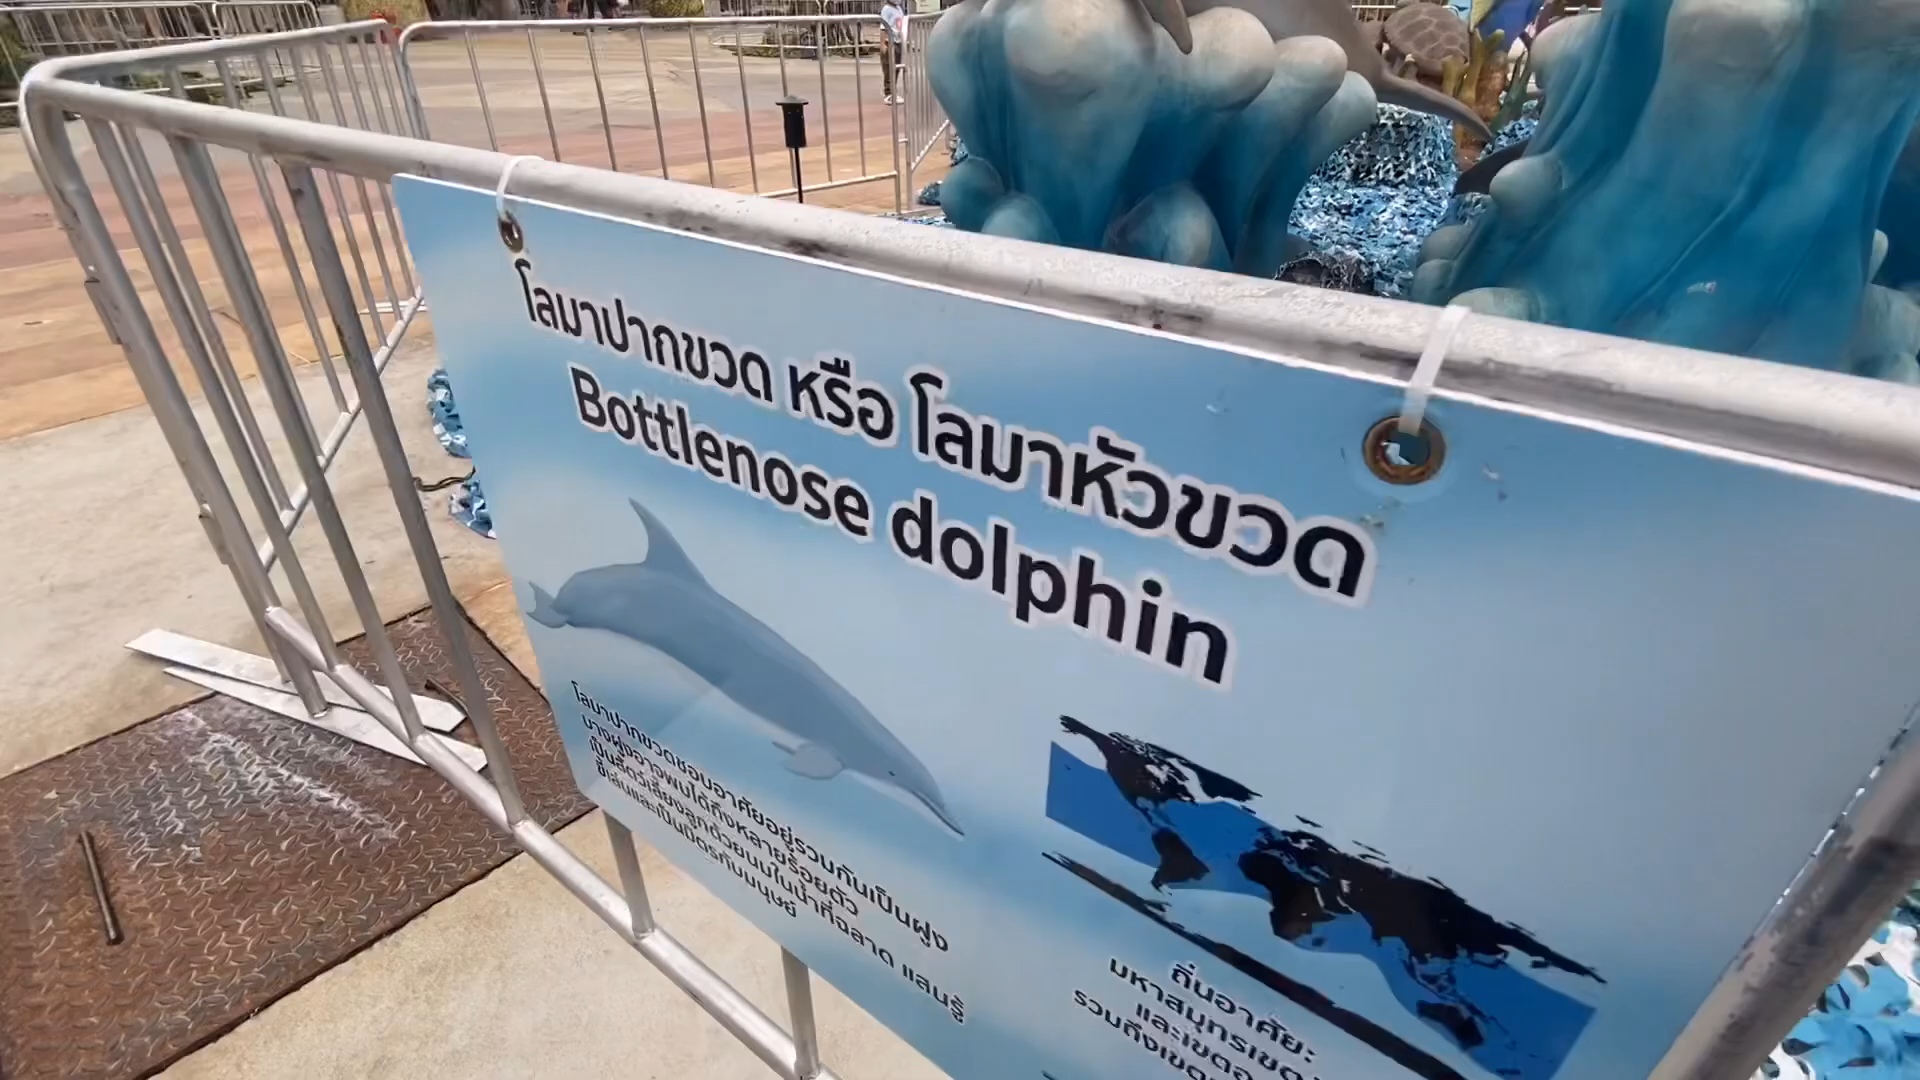 โลมาปากขวด หรือ โลมาหัวขวด
Bottlenose dolphin
โลมาปากขวดชอบอาศัยอยู่รวมกันเป็นฝูง
บางฝูงอาจพบได้ถึงหลายร้อยตัว
เป็นสัตว์เลี้ยงลูกด้วยนมในน้ำที่ฉลาด แสนรู้
ขี้เล่นและเป็นมิตรกับมนุษย์
ถิ่นอาศัย:
มหาสมุทรเขต
และเขตอ
รวมถึงเขต